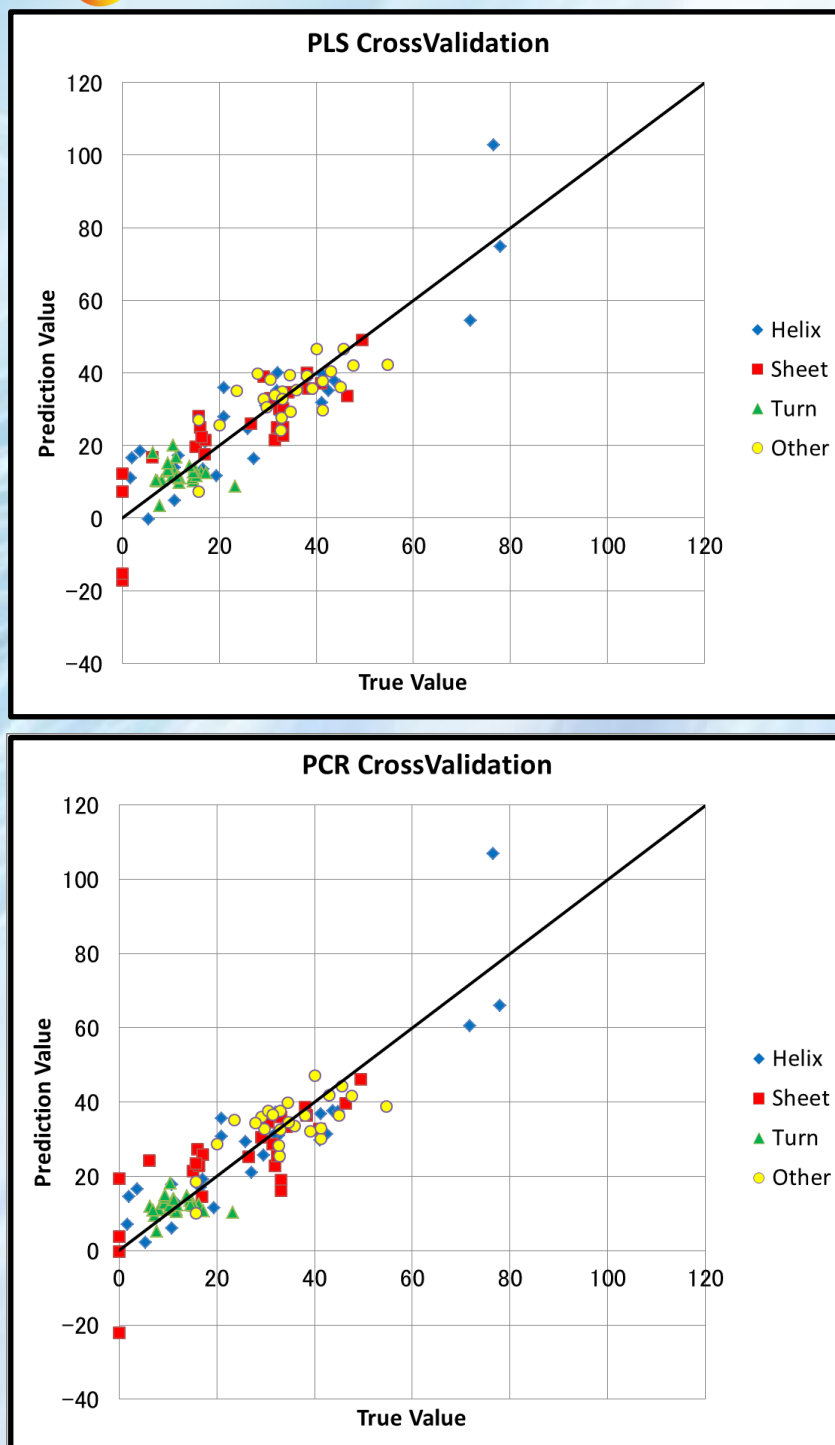 PLS CrossValidation
120
100
80
60
40
20
0
−20
−40
0 20 40 60 80 100 120
Prediction Value
True Value
Helix
Sheet
Turn
Other
PCR CrossValidation
120
100
80
60
40
20
0
−20
−40
0 20 40 60 80 100 120
Prediction Value
True Value
Helix
Sheet
Turn
Other